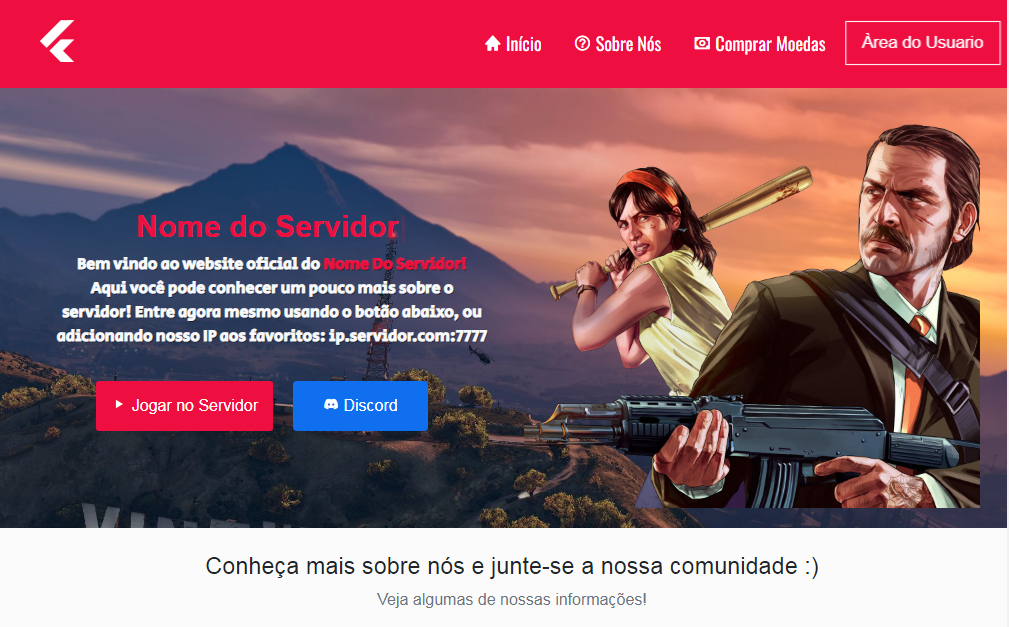 Início
Sobre Nós
Comprar Moedas
Àrea do Usuario
Nome do Servidor
Bem vindo ao website oficial do Nome Do Servidor!
Aqui você pode conhecer um pouco mais sobre o
servidor! Entre agora mesmo usando o botão abaixo, ou
adicionando nosso IP aos favoritos: ip.servidor.com:7777
Jogar no Servidor
Discord
Conheça mais sobre nós e junte-se a nossa comunidade :)
Veja algumas de nossas informações!